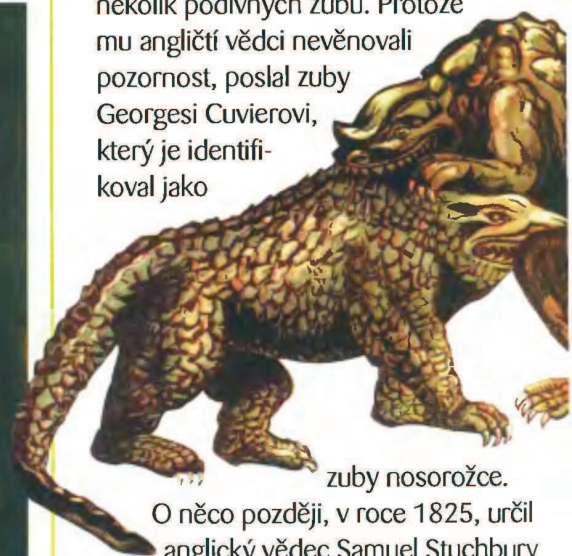 několik podivných zubů. Protože
mu angličtí vědci nevěnovali
pozornost, poslal zuby
Georgesi Cuvierovi,
který je identifi-
koval jako
zuby nosorožce.
O něco později, v roce 1825, určil
anglický vědec Samuel Stuchbury